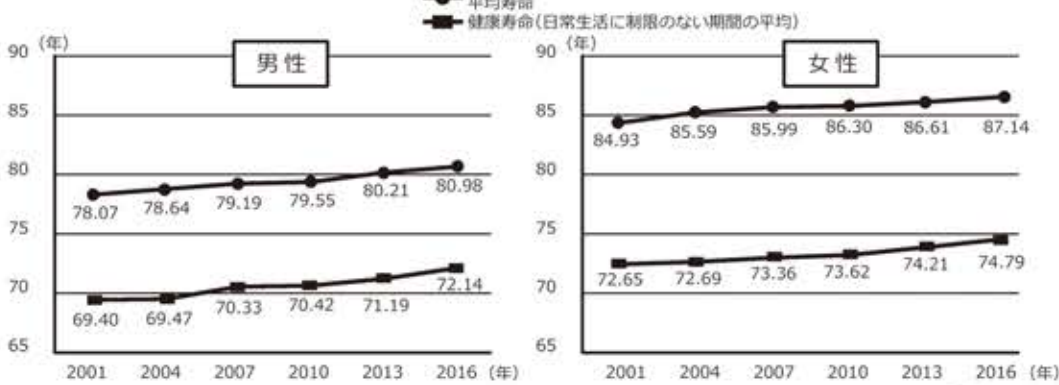 平均寿命
健康寿命(日常生活に制限のない期間の平均)
(年)
男性
90
85
80
75
70
65
78.07 78.64 79.19 79.55 80.21 80.98
69.40 69.47 70.33 70.42 71.19 72.14
2001 2004 2007 2010 2013 2016 (年)
(年)
女性
90
85
80
75
70
65
84.93 85.59 85.99 86.30 86.61 87.14
72.65 72.69 73.36 73.62 74.21 74.79
2001 2004 2007 2010 2013 2016 (年)